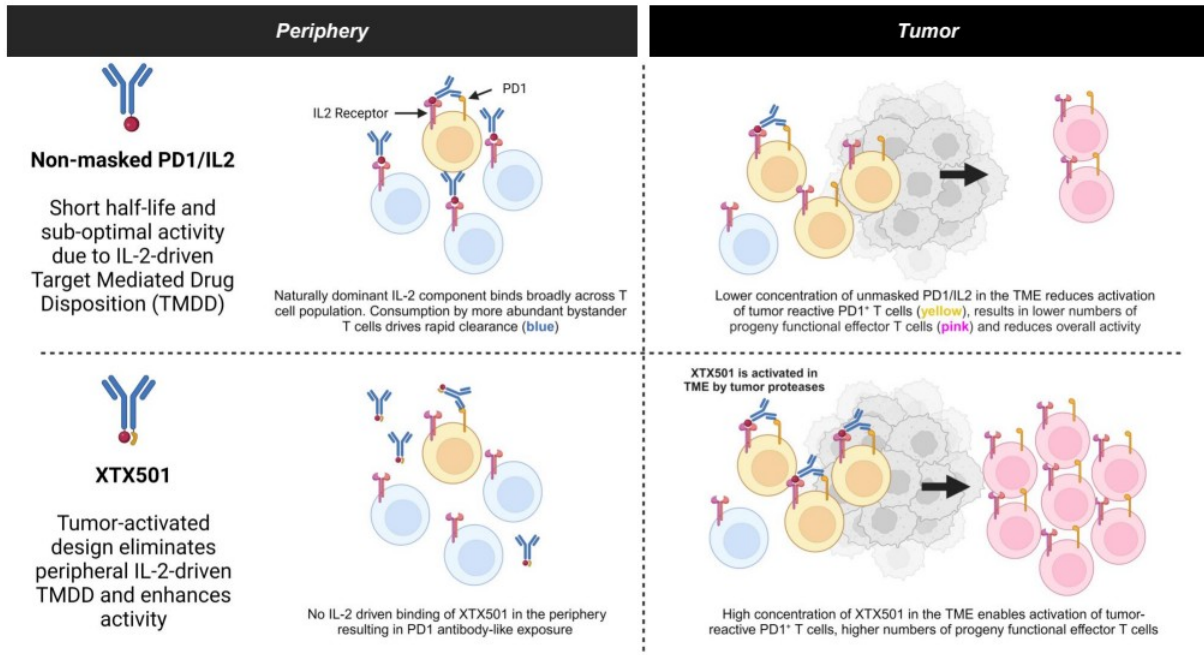 Periphery
Tumor
Non-masked PD1/IL2
Short half-life and
sub-optimal activity
due to IL-2-driven
Target Mediated Drug
Disposition (TMDD)
IL2 Receptor
PD1
Naturally dominant IL-2 component binds broadly across T
cell population. Consumption by more abundant bystander
T cells drives rapid clearance (blue)
Lower concentration of unmasked PD1/IL2 in the TME reduces activation
of tumor reactive PD1⁺ T cells (yellow), results in lower numbers of
progeny functional effector T cells (pink) and reduces overall activity
XTX501
Tumor-activated
design eliminates
peripheral IL-2-driven
TMDD and enhances
activity
No IL-2 driven binding of XTX501 in the periphery
resulting in PD1 antibody-like exposure
XTX501 is activated in
TME by tumor proteases
High concentration of XTX501 in the TME enables activation of tumor-
reactive PD1⁺ T cells, higher numbers of progeny functional effector T cells